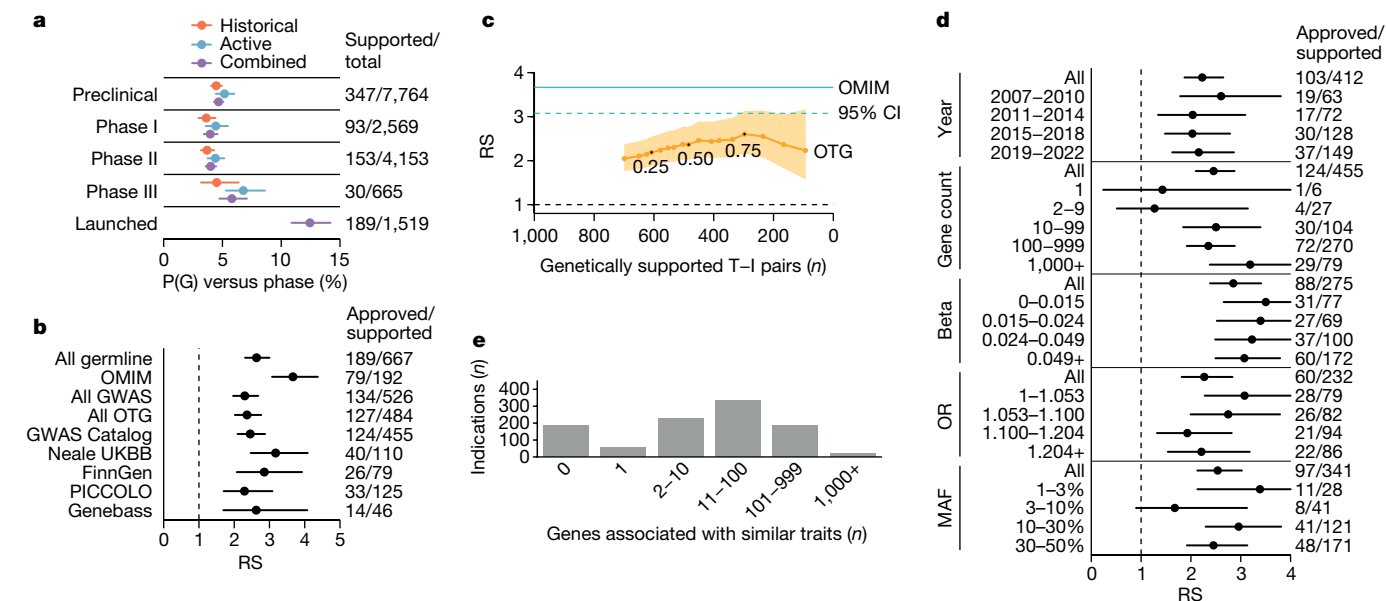 a
Historical
Active
Combined
Supported/
total
Preclinical 347/7,764
Phase I 93/2,569
Phase II 153/4,153
Phase III 30/665
Launched 189/1,519
0 5 10 15
P(G) versus phase (%)
b
Approved/
supported
All germline 189/667
OMIM 79/192
All GWAS 134/526
All OTG 127/484
GWAS Catalog 124/455
Neale UKBB 40/110
FinnGen 26/79
PICCOLO 33/125
Genebass 14/46
0 1 2 3 4 5
RS
c
4
3
2
1
RS
OMIM
95% CI
OTG
0.25 0.50 0.75
1,000 800 600 400 200 0
Genetically supported T–I pairs (n)
e
Indications (n)
400
300
200
100
0
0 1 2–10 11–100 101–999 1,000+
Genes associated with similar traits (n)
d
Approved/
supported
Year
All 103/412
2007–2010 19/63
2011–2014 17/72
2015–2018 30/128
2019–2022 37/149
Gene count
All 124/455
1 1/6
2–9 4/27
10–99 30/104
100–999 72/270
1,000+ 29/79
Beta
All 88/275
0–0.015 31/77
0.015–0.024 27/69
0.024–0.049 37/100
0.049+ 60/172
OR
All 60/232
1–1.053 28/79
1.053–1.100 26/82
1.100–1.204 21/94
1.204+ 22/86
MAF
All 97/341
1–3% 11/28
3–10% 8/41
10–30% 41/121
30–50% 48/171
0 1 2 3 4
RS